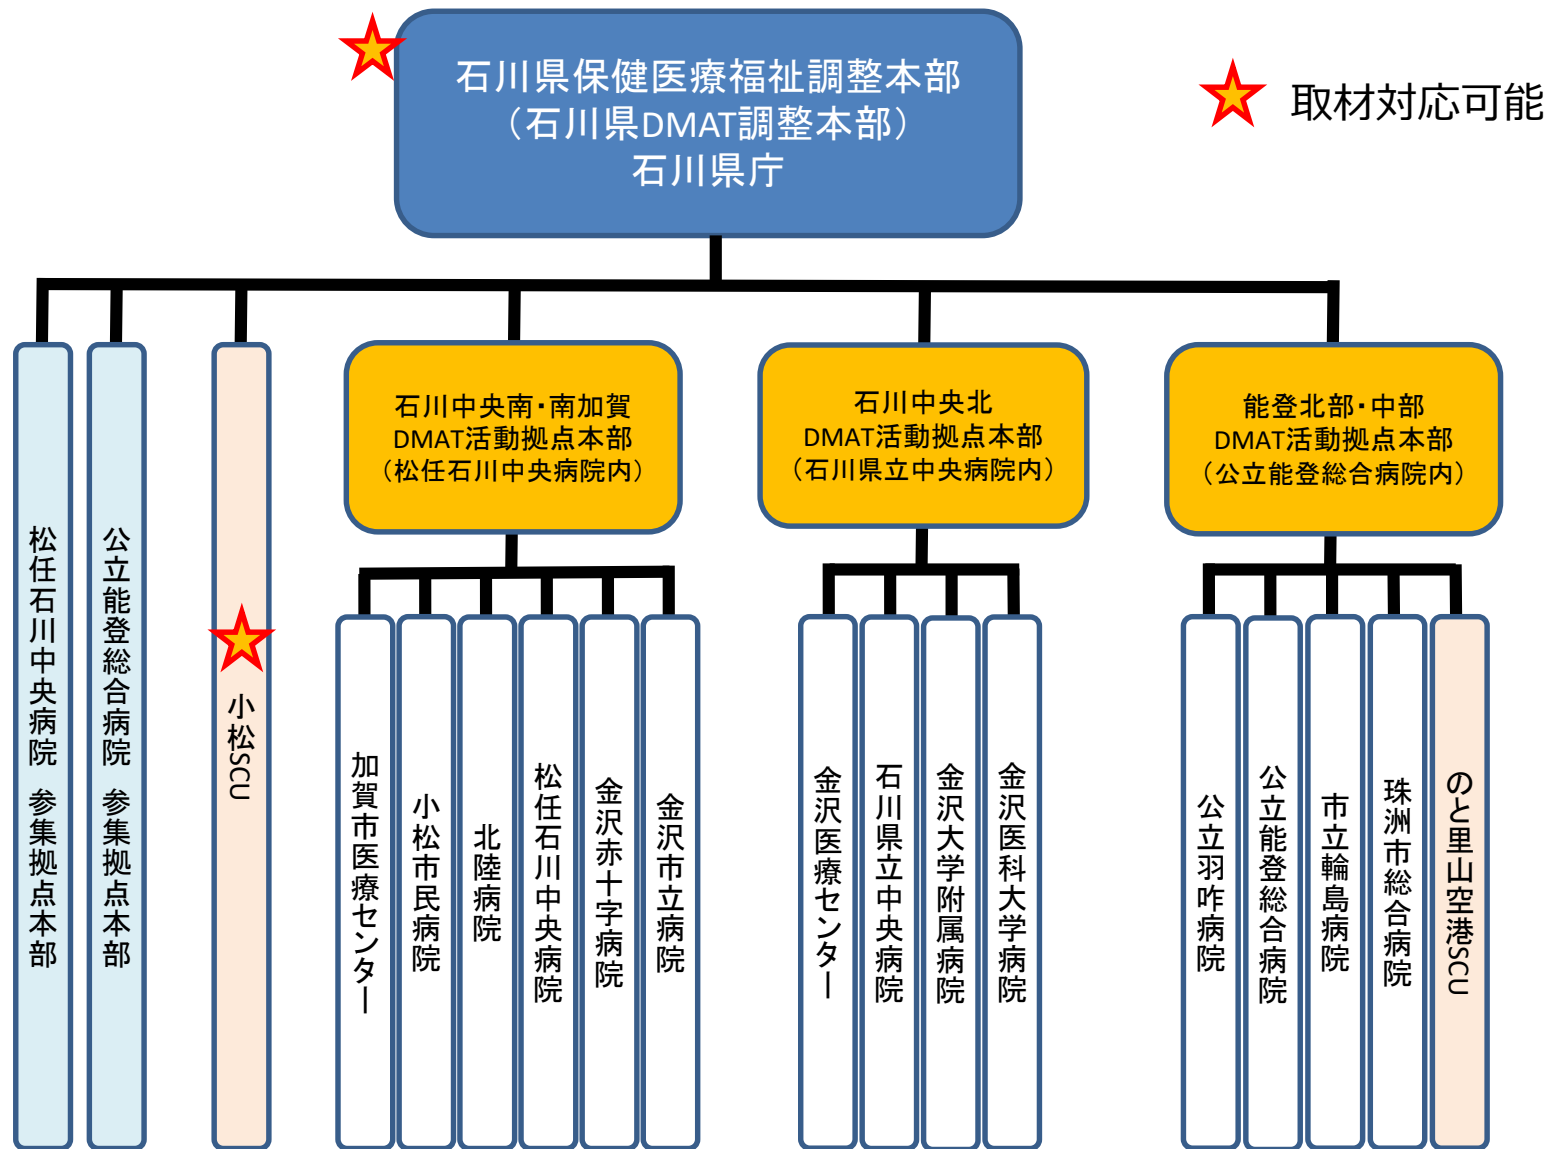 石川県保健医療福祉調整本部
（石川県DMAT調整本部）
石川県庁
取材対応可能
松任石川中央病院 参集拠点本部
公立能登総合病院 参集拠点本部
小松SCU
石川中央南・南加賀
DMAT活動拠点本部
（松任石川中央病院内）
加賀市医療センター
小松市民病院
北陸病院
松任石川中央病院
金沢赤十字病院
金沢市立病院
石川中央北
DMAT活動拠点本部
（石川県立中央病院内）
金沢医療センター
石川県立中央病院
金沢大学附属病院
金沢医科大学病院
能登北部・中部
DMAT活動拠点本部
（公立能登総合病院内）
公立羽咋病院
公立能登総合病院
市立輪島病院
珠洲市総合病院
のと里山空港SCU